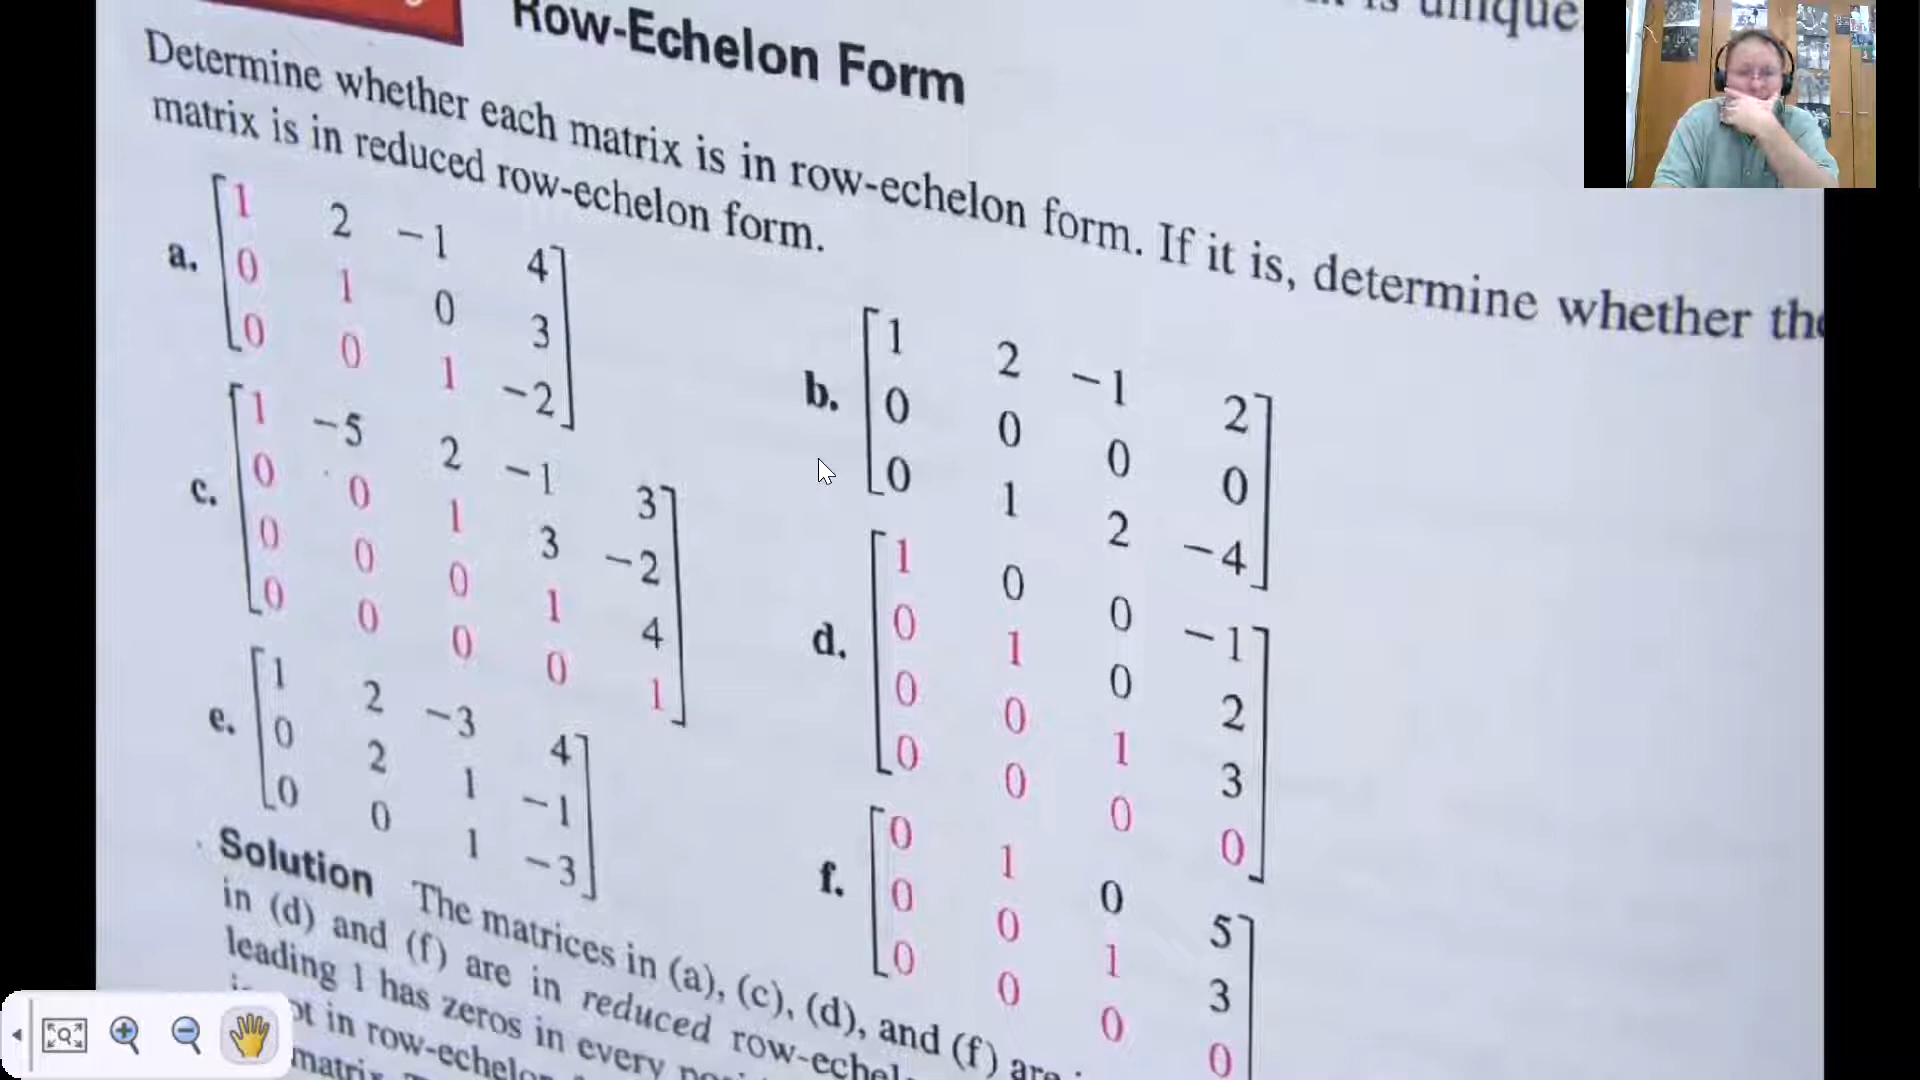 Row-Echelon Form
is unique
Determine whether each matrix is in row-echelon form. If it is, determine whether the
matrix is in reduced row-echelon form.
a.
1 2 −1 4
0 1 0 3
0 0 1 −2
b.
1 2 −1 2
0 0 0 0
0 1 2 −4
c.
1 −5 2 −1 3
0 0 1 3 −2
0 0 0 1 4
0 0 0 0 1
d.
1 0 0 −1
0 1 0 2
0 0 1 3
0 0 0 0
e.
1 2 −3 4
0 2 1 −1
0 0 1 −3
f.
0 1 0 5
0 0 1 3
0 0 0 0
Solution The matrices in (a), (c), (d), and (f) are
in (d) and (f) are in reduced
leading 1 has zeros in every
in row-echelon